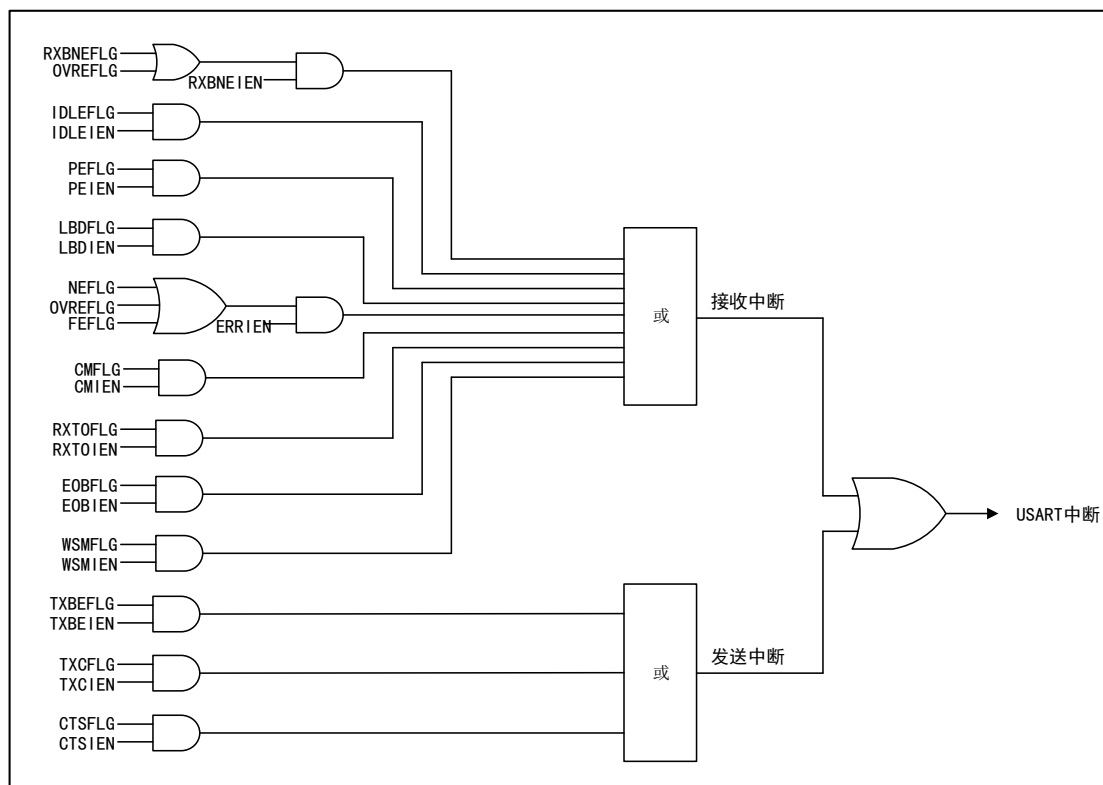 RXBNEFLG
OVREFLG
RXBNEIEN
IDLEFLG
IDLEIEN
PEFLG
PEIEN
LBDFLG
LBDIEN
NEFLG
OVREFLG
FEFLG
ERRIEN
CMFLG
CMIEN
RXTOFLG
RXTOIEN
EOBFLG
EOBIEN
WSMFLG
WSMIEN
或
接收中断
USART中断
TXBEFLG
TXBEIEN
TXCFLG
TXCIEN
CTSFLG
CTSIEN
或
发送中断